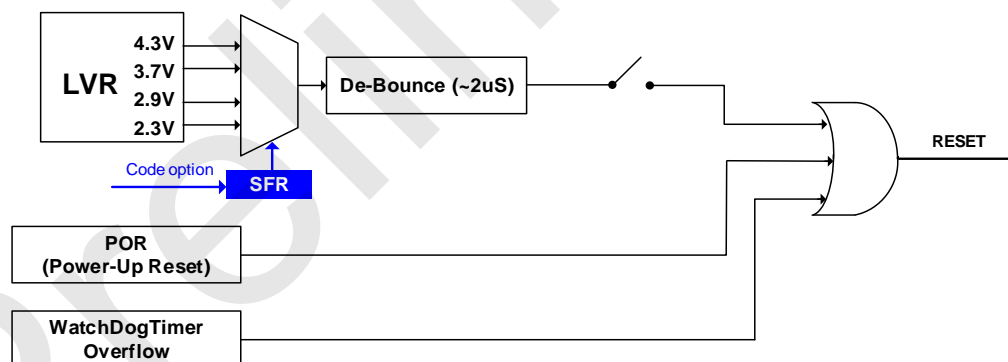 4.3V
3.7V
LVR
2.9V
2.3V
De-Bounce (~2uS)
RESET
Code option
SFR
POR
(Power-Up Reset)
WatchDogTimer
Overflow